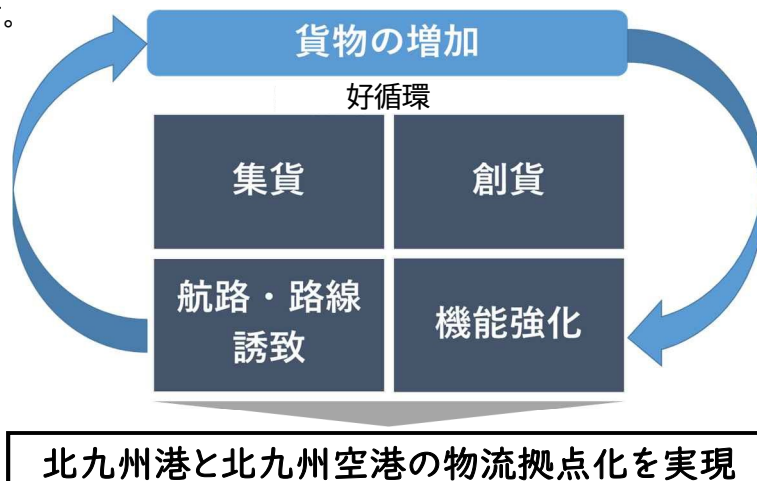 。
貨物の増加
好循環
集貨
創貨
航路・路線
誘致
機能強化
北九州港と北九州空港の物流拠点化を実現